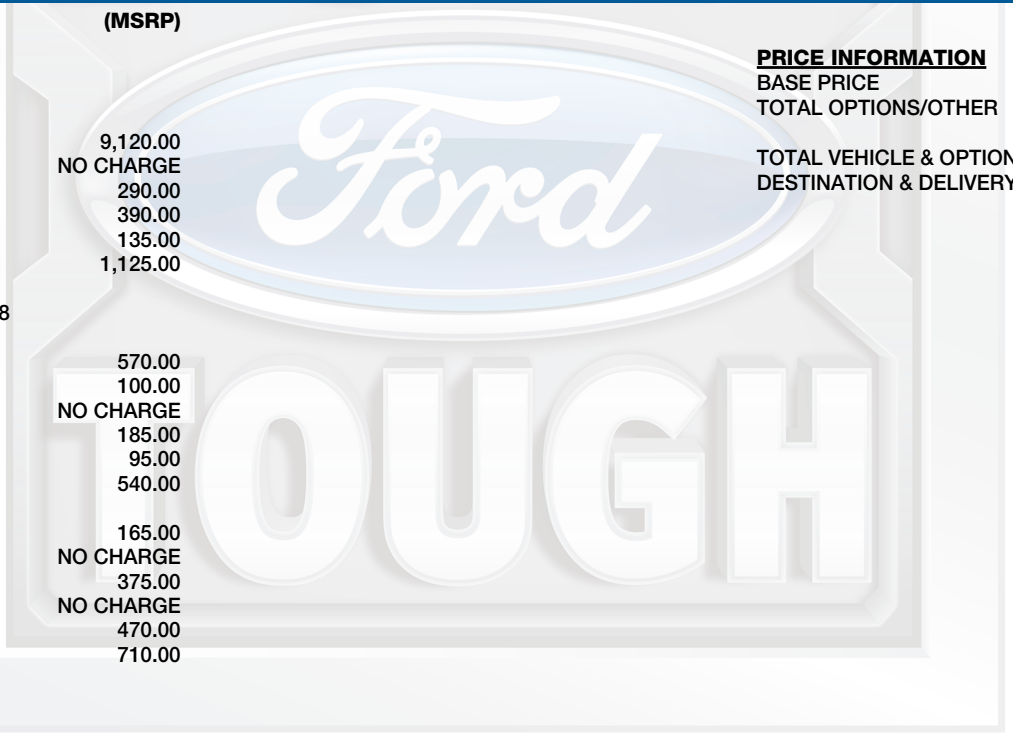 (MSRP)
9,120.00
NO CHARGE
290.00
390.00
135.00
1,125.00
8
570.00
100.00
NO CHARGE
185.00
95.00
540.00
165.00
NO CHARGE
375.00
NO CHARGE
470.00
710.00
PRICE INFORMATION
BASE PRICE
TOTAL OPTIONS/OTHER
TOTAL VEHICLE & OPTION
DESTINATION & DELIVERY
Ford
TOUGH